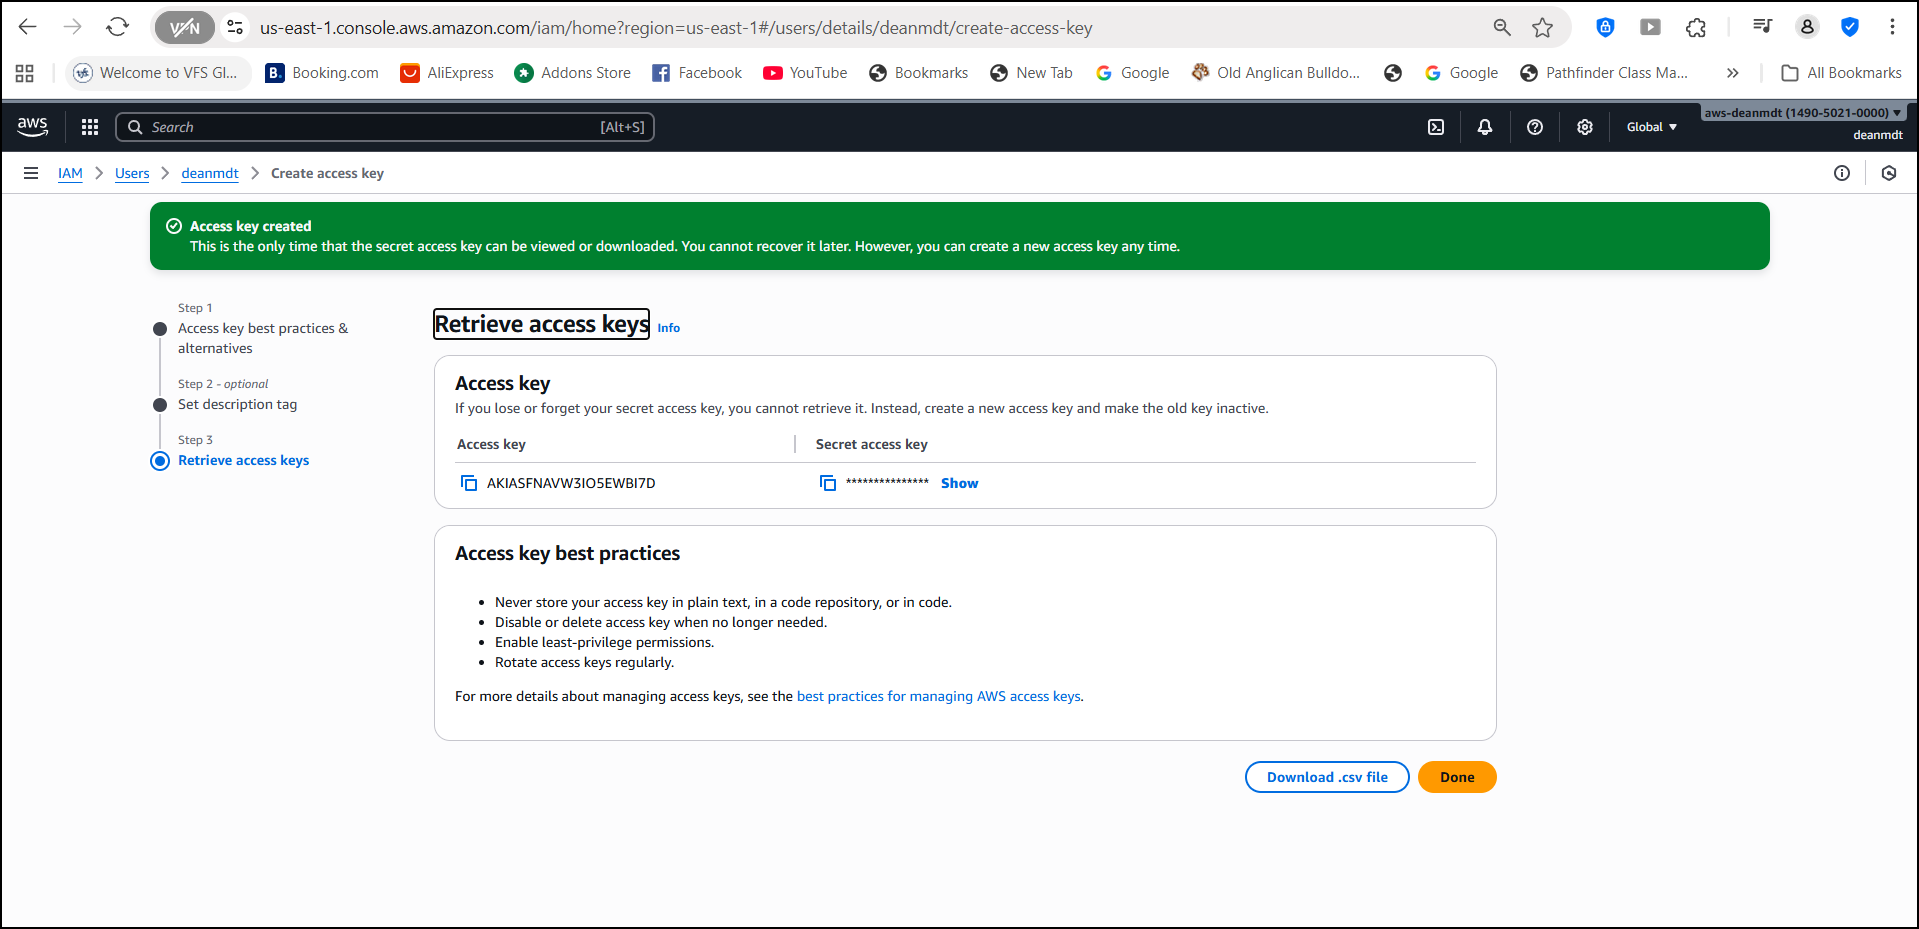 VPN
us-east-1.console.aws.amazon.com/iam/home?region=us-east-1#/users/details/deanmdt/create-access-key
Welcome to VFS Gl...
B.
Booking.com
AliExpress
Addons Store
Facebook
YouTube
Bookmarks
New Tab
Google
Old Anglican Bulldo...
Google
Pathfinder Class Ma...
»
All Bookmarks
aws
Search
[Alt+S]
Global
aws-deanmdt (1490-5021-0000)
deanmdt
IAM > Users > deanmdt > Create access key
Access key created
This is the only time that the secret access key can be viewed or downloaded. You cannot recover it later. However, you can create a new access key any time.
Step 1
Access key best practices &
alternatives
Step 2 - optional
Set description tag
Step 3
Retrieve access keys
Retrieve access keys
Info
Access key
If you lose or forget your secret access key, you cannot retrieve it. Instead, create a new access key and make the old key inactive.
Access key
Secret access key
AKIASFNAVW3IO5EWBI7D
***************
Show
Access key best practices
• Never store your access key in plain text, in a code repository, or in code.
• Disable or delete access key when no longer needed.
• Enable least-privilege permissions.
• Rotate access keys regularly.
For more details about managing access keys, see the best practices for managing AWS access keys.
Download .csv file
Done